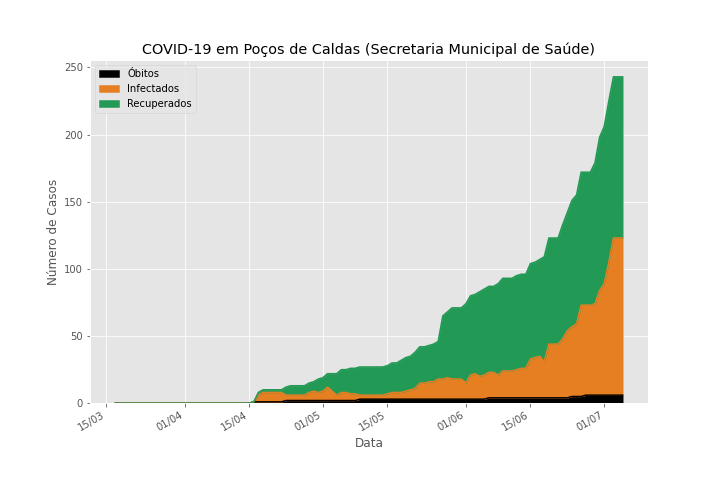 COVID-19 em Poços de Caldas (Secretaria Municipal de Saúde)
Óbitos
Infectados
Recuperados
Número de Casos
250
200
150
100
50
0
15/03
01/04
15/04
01/05
15/05
01/06
15/06
01/07
Data